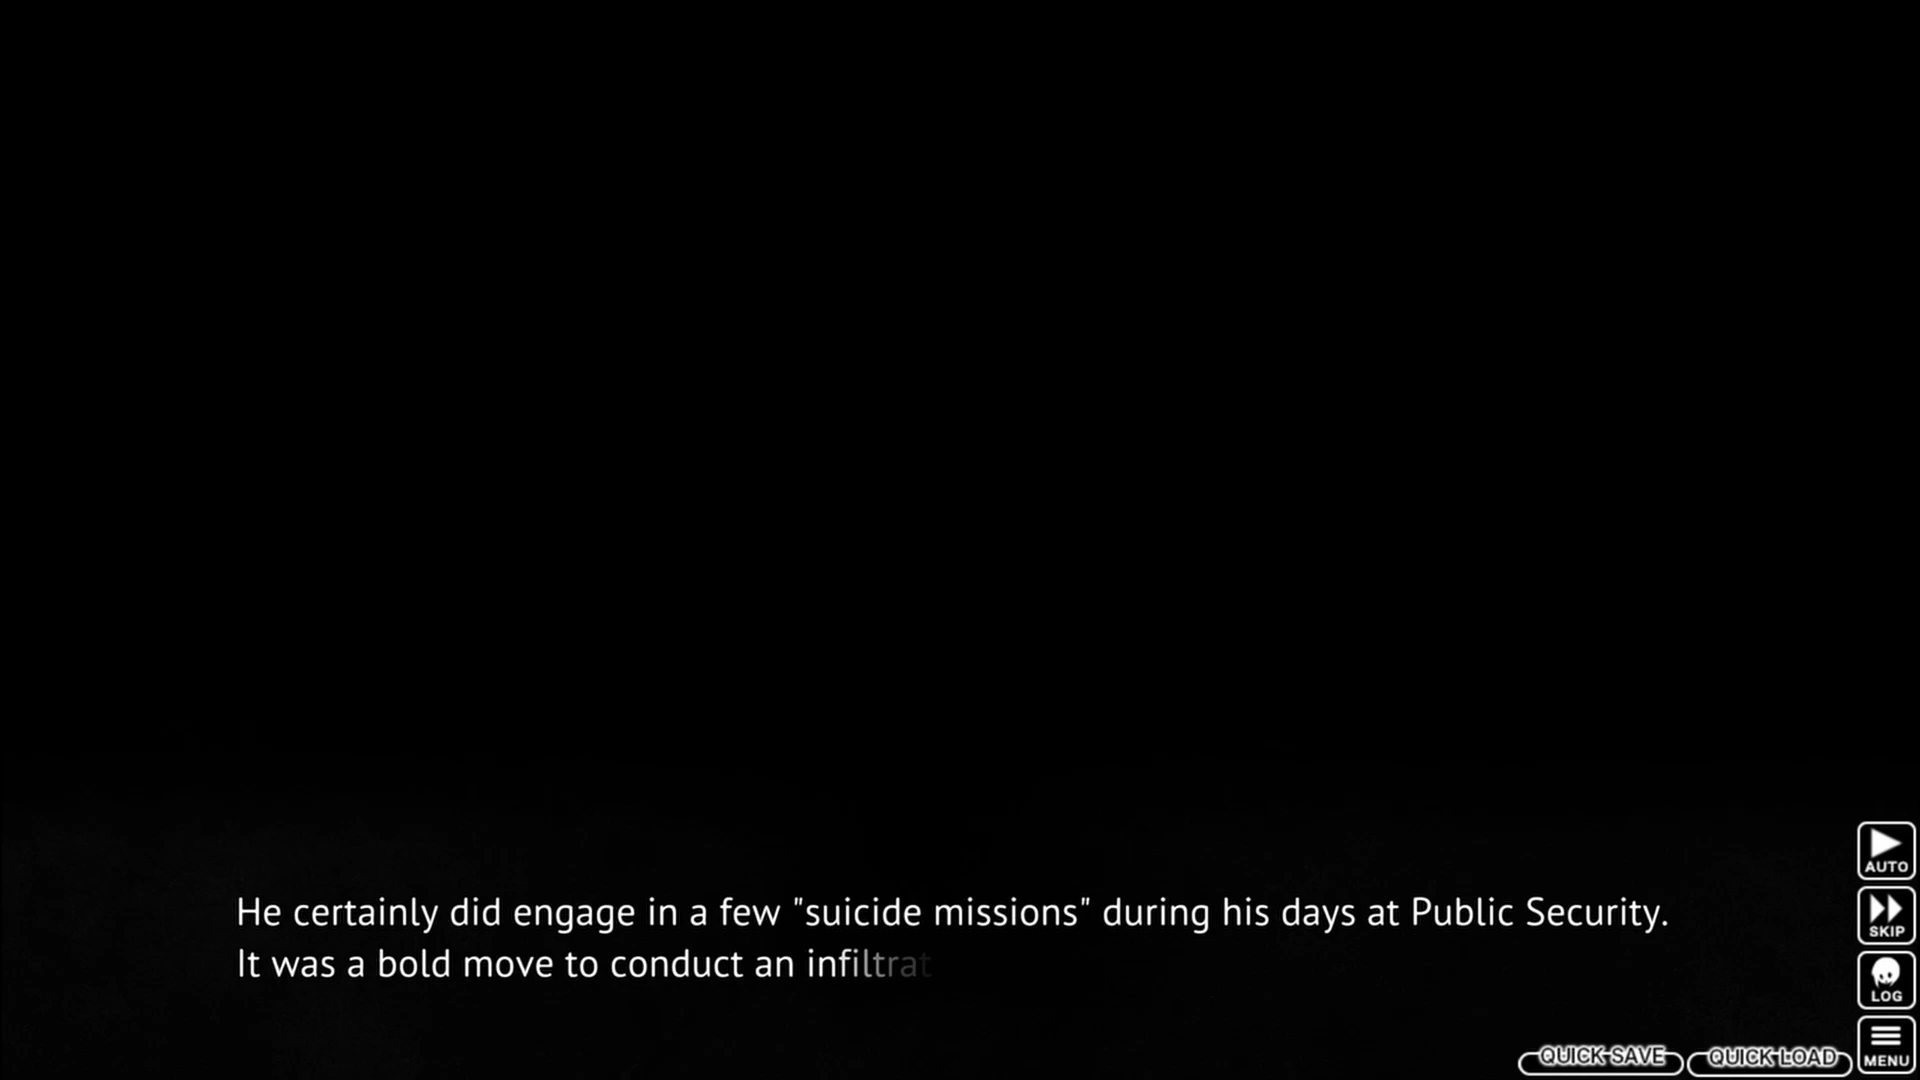 He certainly did engage in a few "suicide missions" during his days at Public Security.
It was a bold move to conduct an infiltrat
AUTO
SKIP
LOG
QUICK SAVE QUICK LOAD MENU